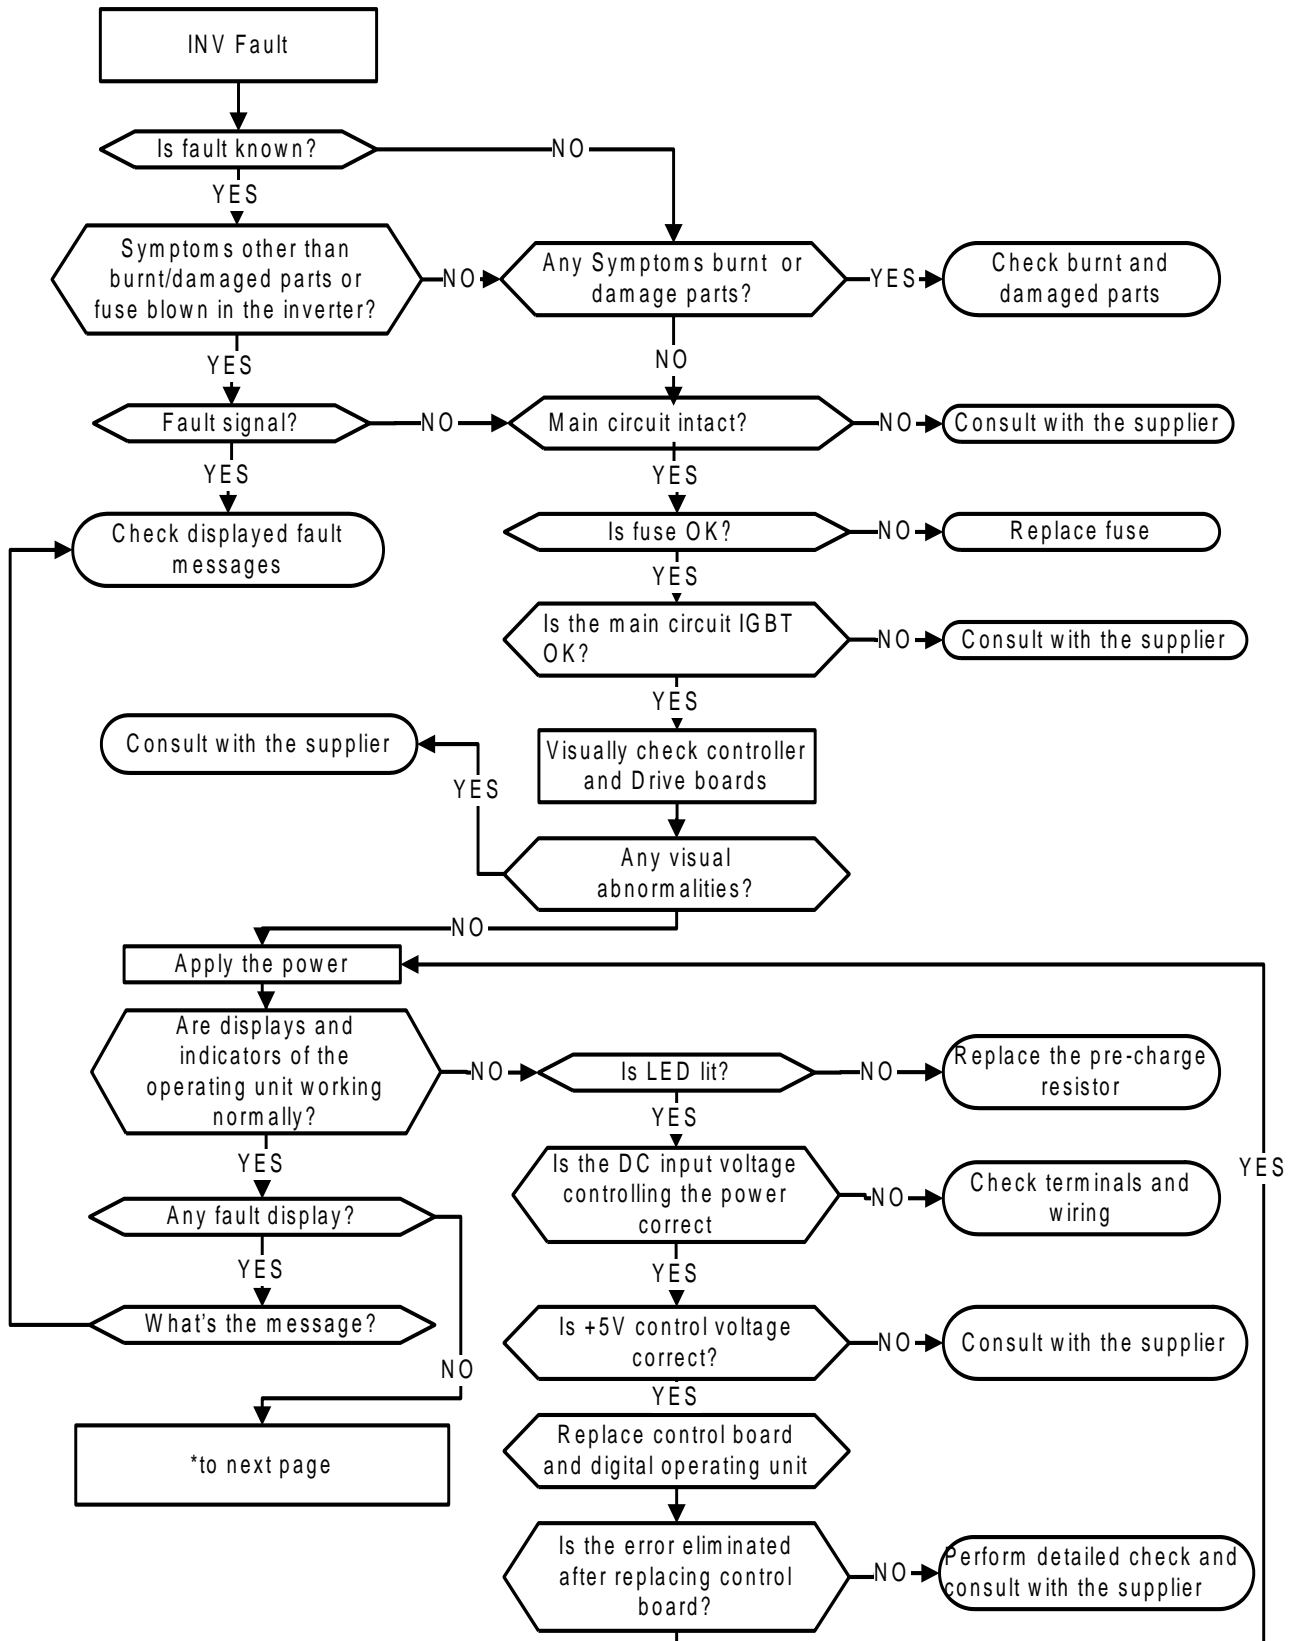 INV Fault
Is fault known?
NO
YES
Symptoms other than
burnt/damaged parts or
fuse blown in the inverter?
NO
Any Symptoms burnt or
damage parts?
YES
Check burnt and
damaged parts
YES
NO
Fault signal?
NO
Main circuit intact?
NO
Consult with the supplier
YES
YES
Check displayed fault
messages
Is fuse OK?
NO
Replace fuse
YES
Is the main circuit IGBT
OK?
NO
Consult with the supplier
YES
Consult with the supplier
YES
Visually check controller
and Drive boards
Any visual
abnormalities?
NO
Apply the power
Are displays and
indicators of the
operating unit working
normally?
NO
Is LED lit?
NO
Replace the pre-charge
resistor
YES
YES
Is the DC input voltage
controlling the power
correct
NO
Check terminals and
wiring
YES
Any fault display?
YES
YES
What's the message?
Is +5V control voltage
correct?
NO
Consult with the supplier
NO
YES
*to next page
Replace control board
and digital operating unit
Is the error eliminated
after replacing control
board?
NO
Perform detailed check and
consult with the supplier